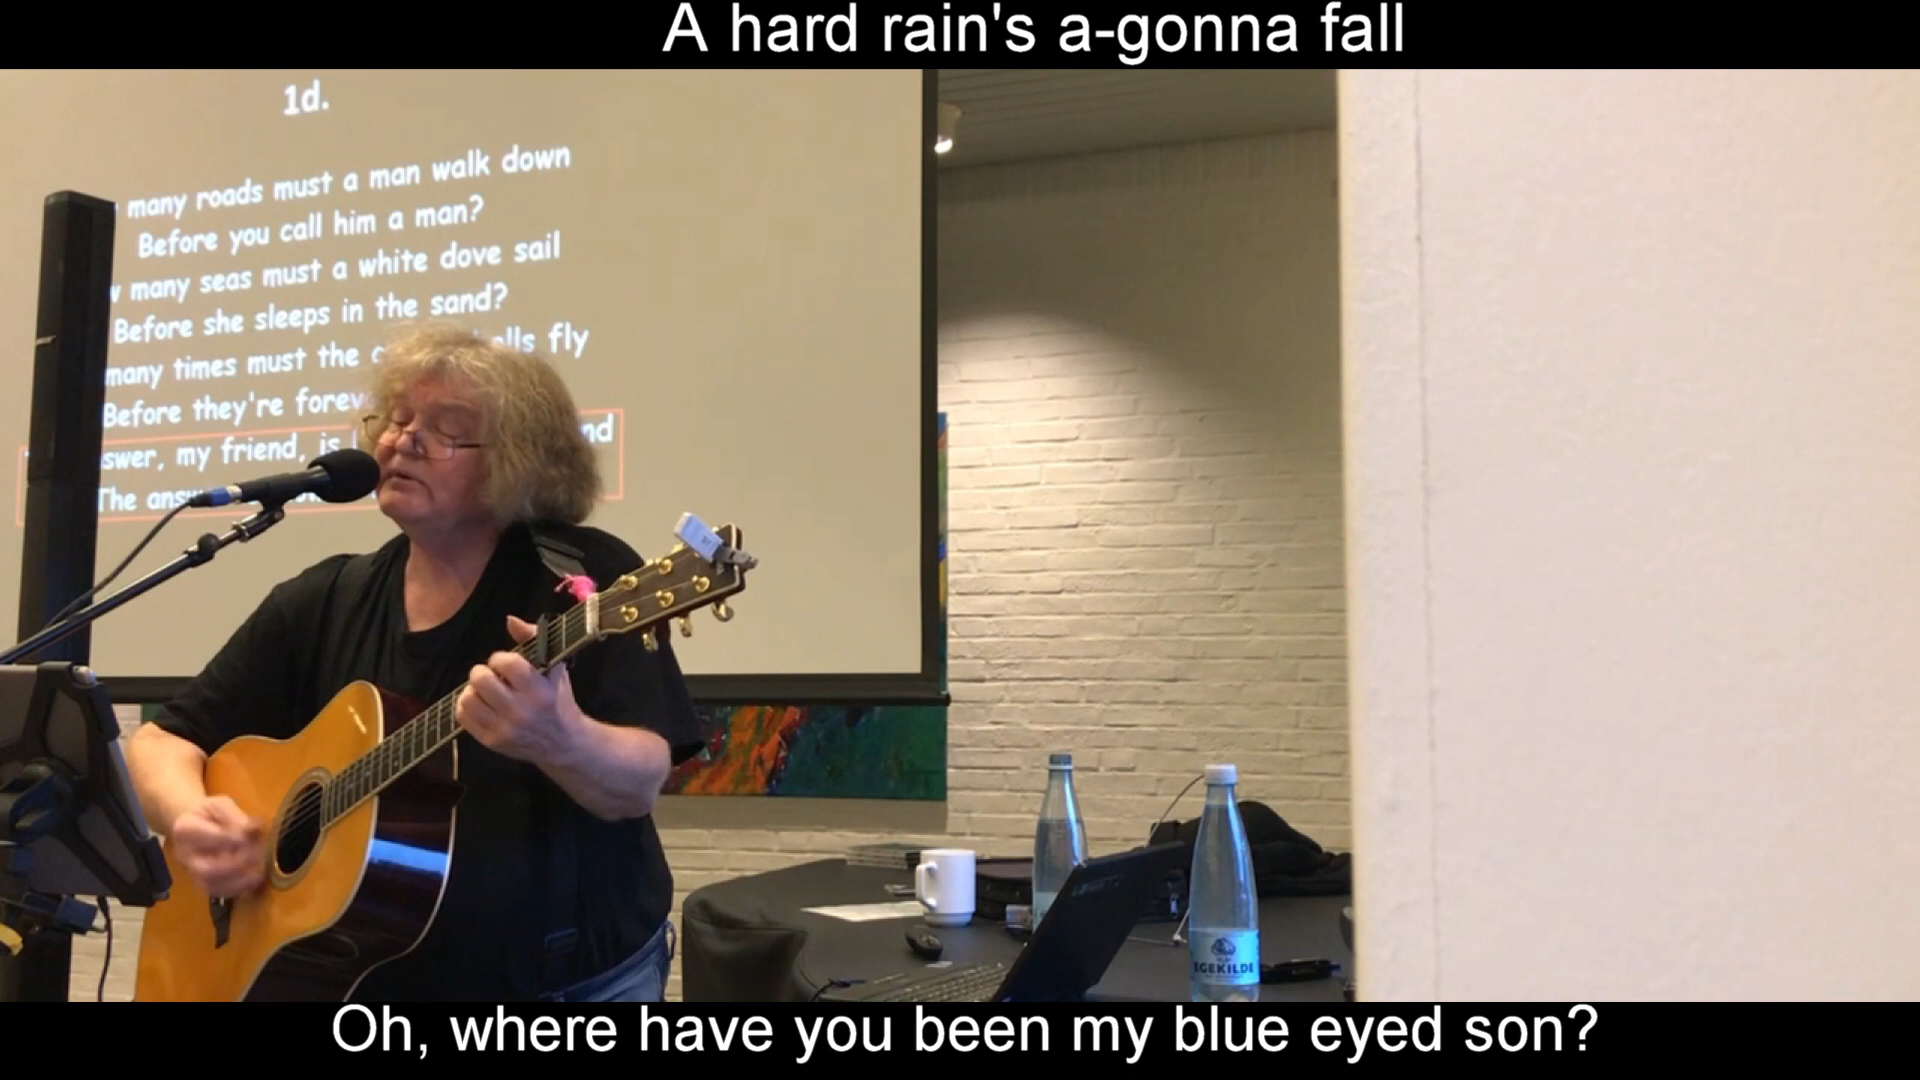 A hard rain's a-gonna fall
1d.
many roads must a man walk down
Before you call him a man?
many seas must a white dove sail
Before she sleeps in the sand?
many times must the
fly
Before they're
my friend, is
The
EGEKILDE
Oh, where have you been my blue eyed son?